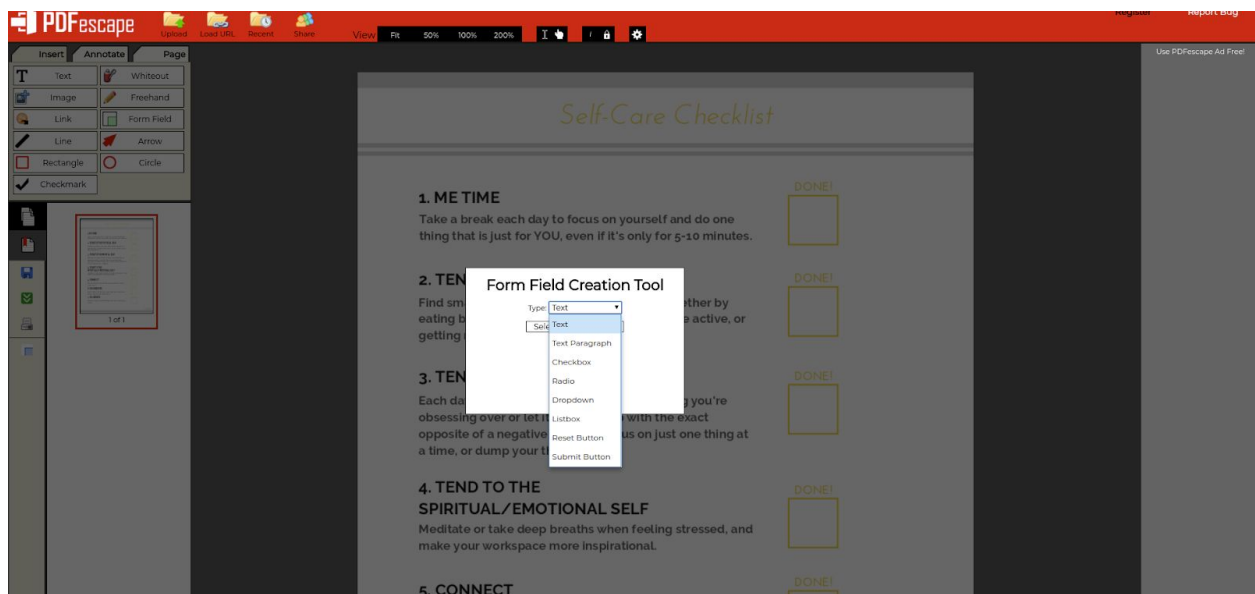 PDFescape
Upload
Load URL
Recent
Share
View
Fit
50%
100%
200%
i
Register
Report Bug
Use PDFescape Ad Free!
Insert
Annotate
Page
Text
Whiteout
Image
Freehand
Link
Form Field
Line
Arrow
Rectangle
Circle
Checkmark
1 of 1
Self-Care Checklist
1. ME TIME
DONE!
Take a break each day to focus on yourself and do one
thing that is just for YOU, even if it's only for 5-10 minutes.
2. TEN
DONE!
Find sm
ether by
eating b
e active, or
getting
3. TEN
DONE!
Each da
g you're
obsessing over or let i
with the exact
opposite of a negative
us on just one thing at
a time, or dump your t
4. TEND TO THE
SPIRITUAL/EMOTIONAL SELF
DONE!
Meditate or take deep breaths when feeling stressed, and
make your workspace more inspirational.
5. CONNECT
DONE!
Form Field Creation Tool
Type: Text
Sele
Text
Text Paragraph
Checkbox
Radio
Dropdown
Listbox
Reset Button
Submit Button